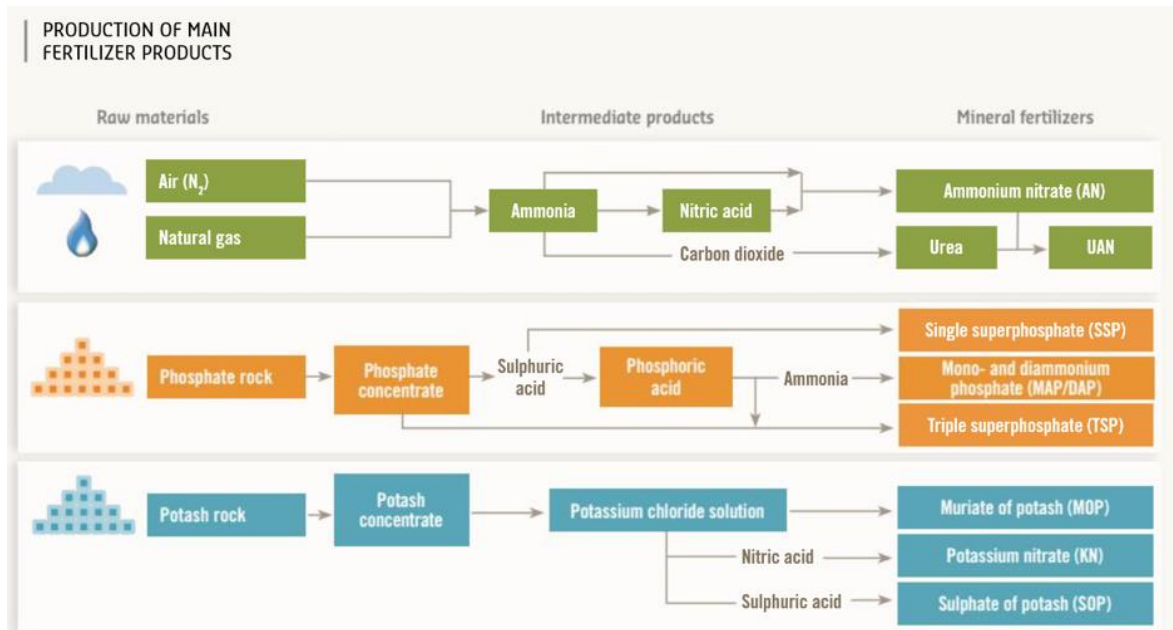 PRODUCTION OF MAIN
FERTILIZER PRODUCTS
Raw materials
Intermediate products
Mineral fertilizers
Air (N₂)
Natural gas
Ammonia
Nitric acid
Carbon dioxide
Ammonium nitrate (AN)
Urea
UAN
Phosphate rock
Phosphate
concentrate
Sulphuric
acid
Phosphoric
acid
Ammonia
Single superphosphate (SSP)
Mono- and diammonium
phosphate (MAP/DAP)
Triple superphosphate (TSP)
Potash rock
Potash
concentrate
Potassium chloride solution
Nitric acid
Sulphuric acid
Muriate of potash (MOP)
Potassium nitrate (KN)
Sulphate of potash (SOP)